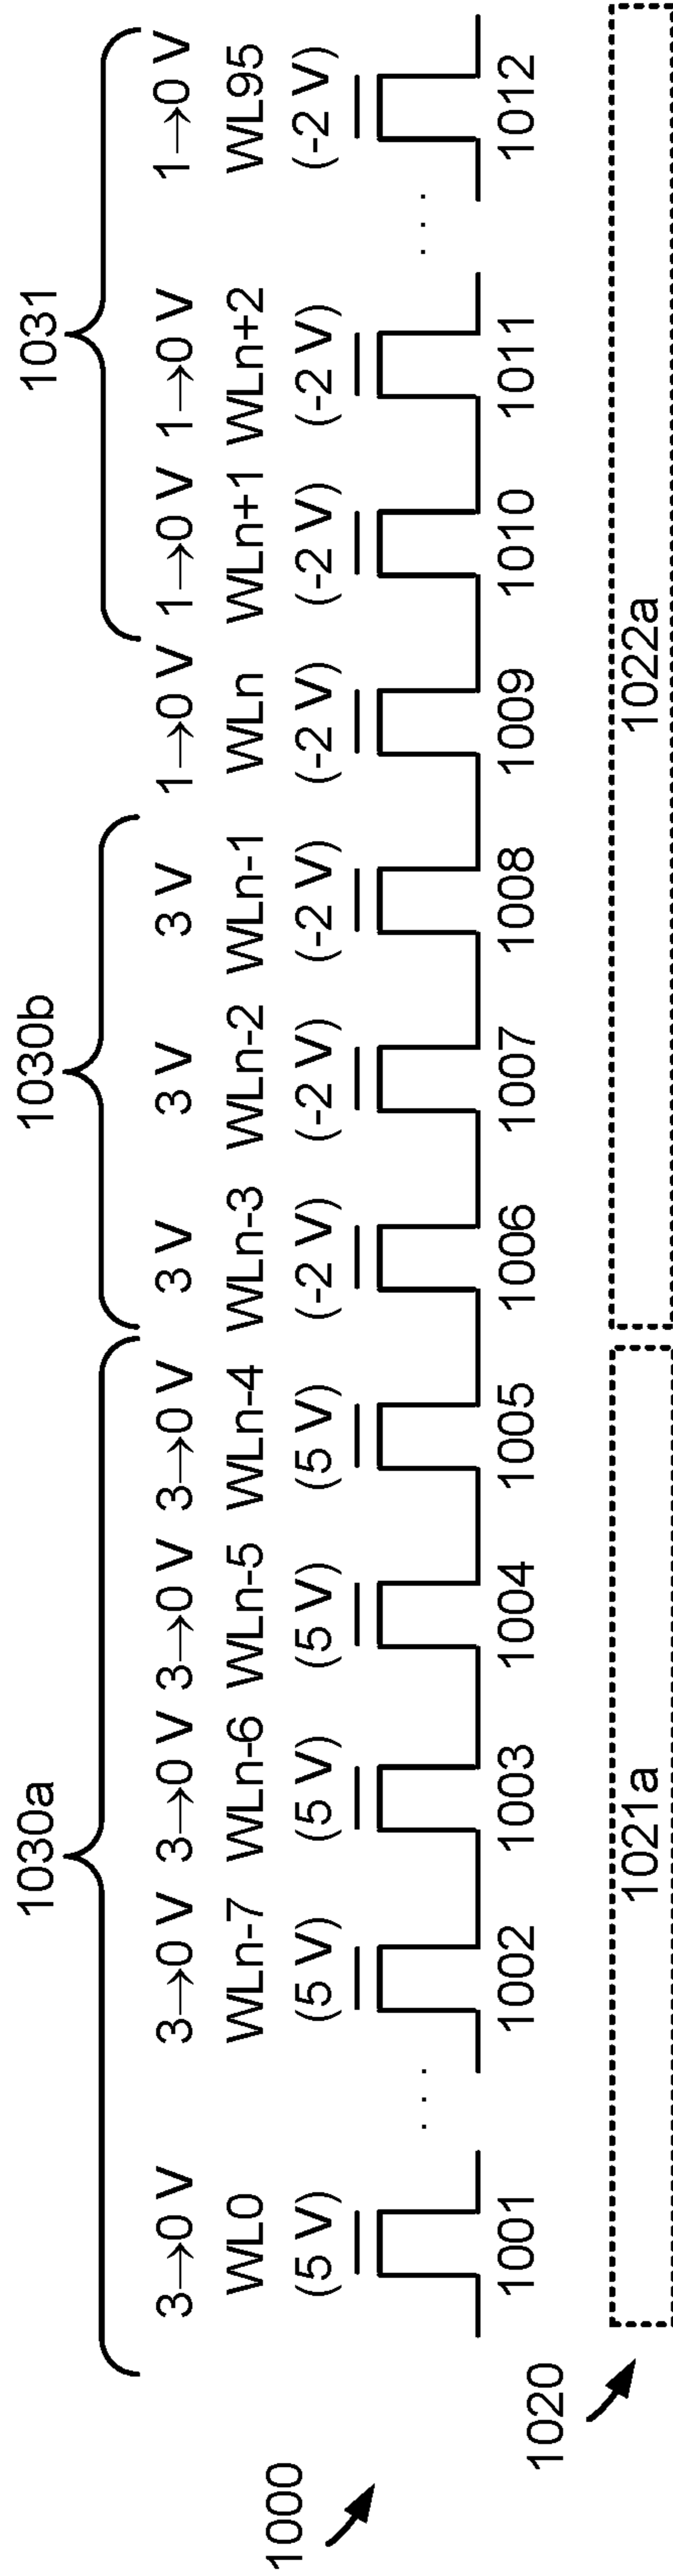 1030a 1030b 1031
3→0 V 3→0 V 3→0 V 3→0 V 3→0 V 3 V 3 V 3 V 1→0 V 1→0 V 1→0 V 1→0 V
WL0 WLn-7 WLn-6 WLn-5 WLn-4 WLn-3 WLn-2 WLn-1 WLn WLn+1 WLn+2 WL95
(5 V) (5 V) (5 V) (5 V) (5 V) (-2 V) (-2 V) (-2 V) (-2 V) (-2 V) (-2 V) (-2 V)
1000
. . . . . .
1001 1002 1003 1004 1005 1006 1007 1008 1009 1010 1011 1012
1020
1021a 1022a